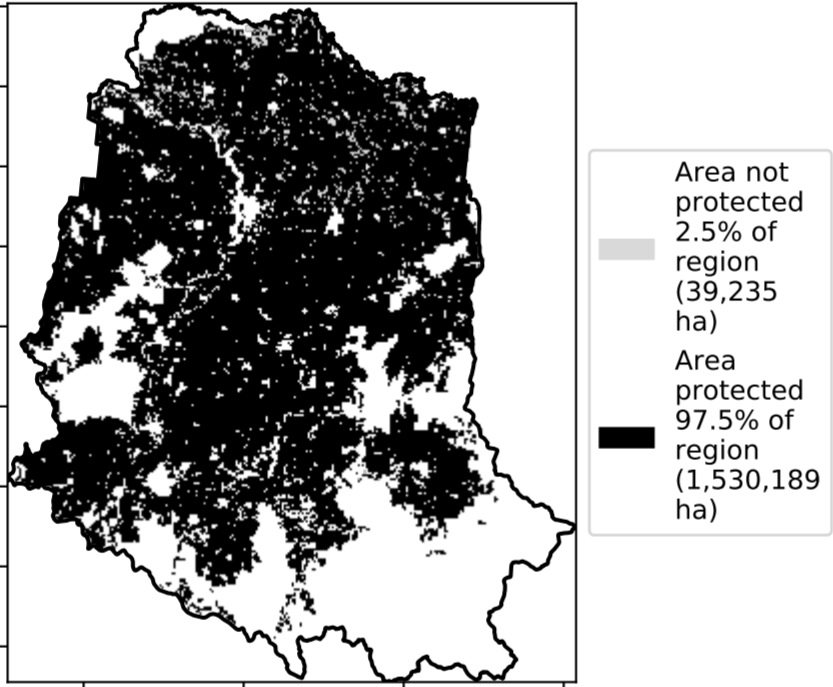 Area not
protected
2.5% of
region
(39,235
ha)
Area
protected
97.5% of
region
(1,530,189
ha)